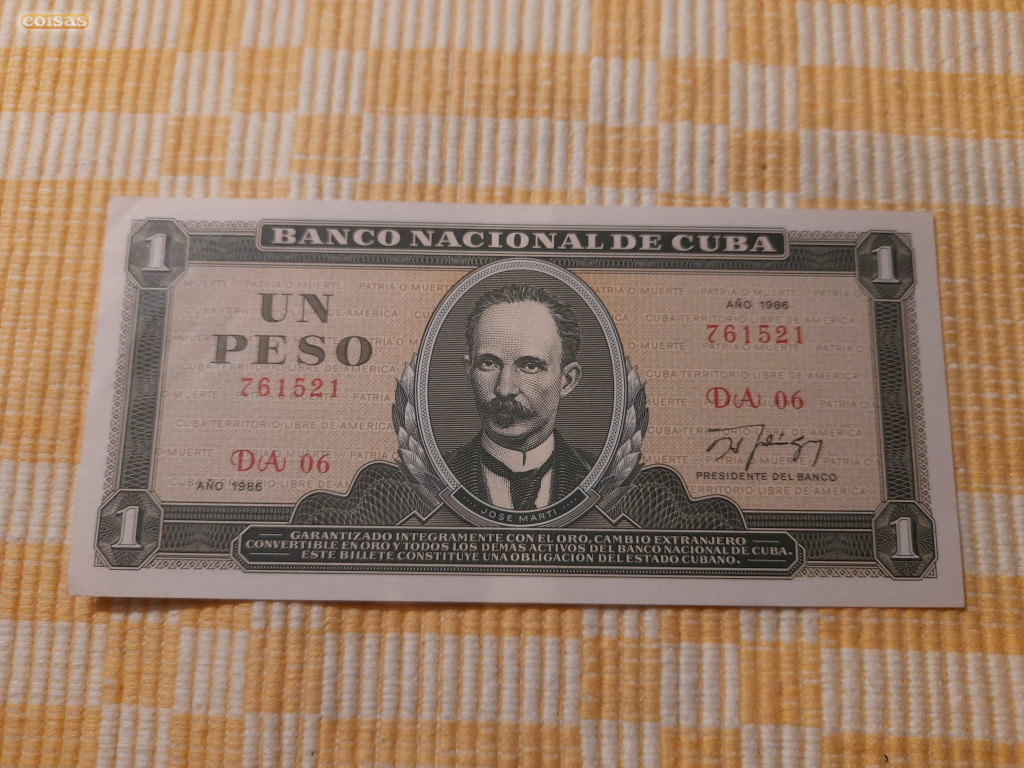 coisas
BANCO NACIONAL DE CUBA
1
1
UN
PESO
761521
DA 06
AÑO 1986
AÑO 1986
761521
DA 06
PRESIDENTE DEL BANCO
PATRIA O MUERTE
CUBA TERRITORIO LIBRE DE AMERICA
JOSE MARTI
1
1
GARANTIZADO INTEGRAMENTE CON EL ORO, CAMBIO EXTRANJERO
CONVERTIBLE EN ORO Y TODOS LOS DEMAS ACTIVOS DEL BANCO NACIONAL DE CUBA.
ESTE BILLETE CONSTITUYE UNA OBLIGACION DEL ESTADO CUBANO.